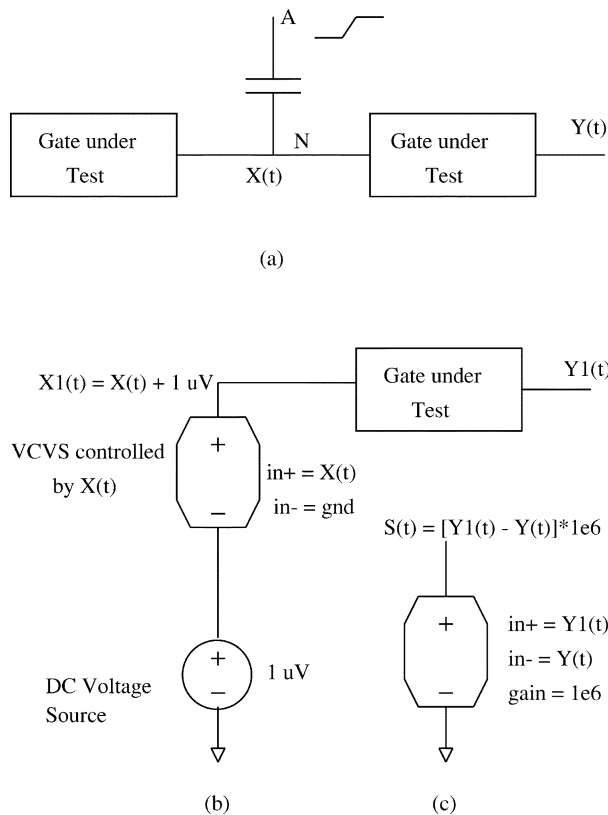 A
Gate under
Test
N
X(t)
Gate under
Test
Y(t)
(a)
X1(t) = X(t) + 1 uV
Gate under
Test
Y1(t)
VCVS controlled
by X(t)
+
−
in+ = X(t)
in- = gnd
S(t) = [Y1(t) - Y(t)]*1e6
+
−
in+ = Y1(t)
in- = Y(t)
gain = 1e6
DC Voltage
Source
+
−
1 uV
(b)
(c)